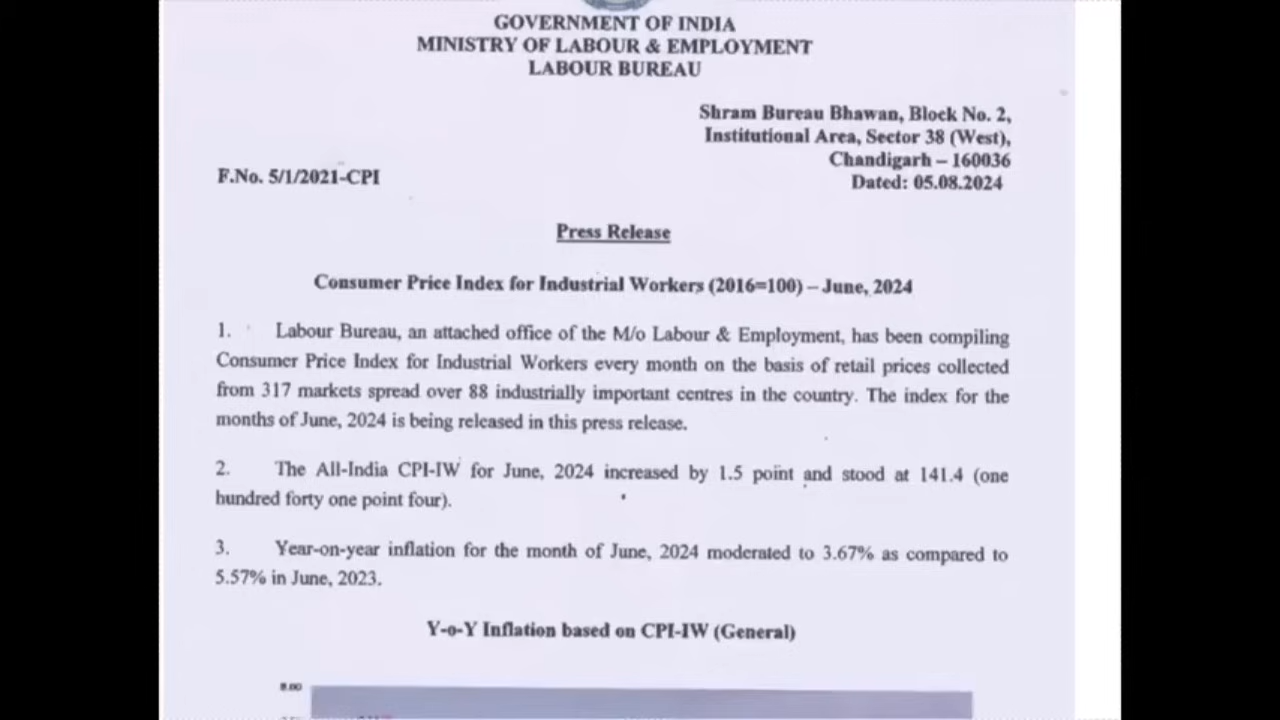 GOVERNMENT OF INDIA
MINISTRY OF LABOUR & EMPLOYMENT
LABOUR BUREAU
Shram Bureau Bhawan, Block No. 2,
Institutional Area, Sector 38 (West),
Chandigarh – 160036
F.No. 5/1/2021-CPI
Dated: 05.08.2024
Press Release
Consumer Price Index for Industrial Workers (2016=100) – June, 2024
1. Labour Bureau, an attached office of the M/o Labour & Employment, has been compiling
Consumer Price Index for Industrial Workers every month on the basis of retail prices collected
from 317 markets spread over 88 industrially important centres in the country. The index for the
months of June, 2024 is being released in this press release.
2. The All-India CPI-IW for June, 2024 increased by 1.5 point and stood at 141.4 (one
hundred forty one point four).
3. Year-on-year inflation for the month of June, 2024 moderated to 3.67% as compared to
5.57% in June, 2023.
Y-o-Y Inflation based on CPI-IW (General)
8.00